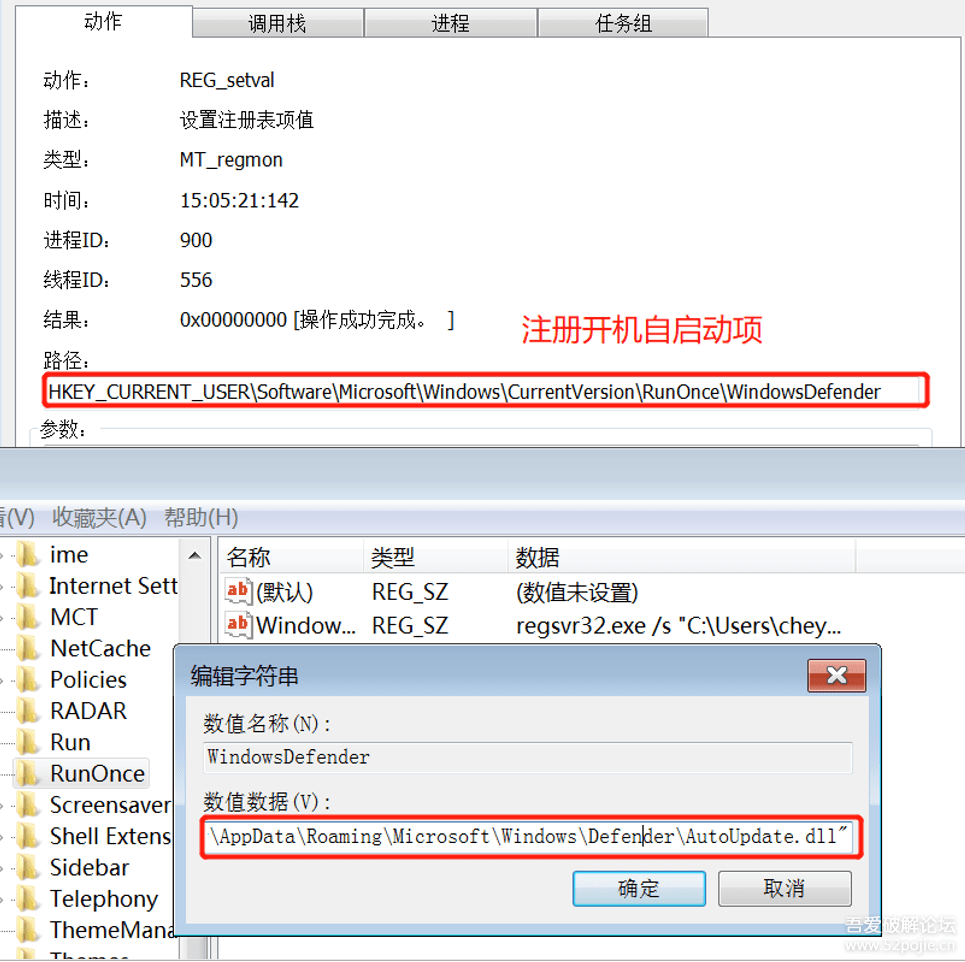 动作 调用栈 进程 任务组
动作: REG_setval
描述: 设置注册表项值
类型: MT_regmon
时间: 15:05:21:142
进程ID: 900
线程ID: 556
结果: 0x00000000 [操作成功完成。 ]
注册开机自启动项
路径:
HKEY_CURRENT_USER\Software\Microsoft\Windows\CurrentVersion\RunOnce\WindowsDefender
参数:
(V) 收藏夹(A) 帮助(H)
名称 类型 数据
ime
(默认) REG_SZ (数值未设置)
Internet Sett
Window... REG_SZ regsvr32.exe /s "C:\Users\chey...
MCT
NetCache
Policies
RADAR
Run
RunOnce
Screensaver
Shell Extens
Sidebar
Telephony
ThemeMana
Themes
编辑字符串
数值名称(N):
WindowsDefender
数值数据(V):
\AppData\Roaming\Microsoft\Windows\Defender\AutoUpdate.dll"
确定 取消
吾爱破解论坛
www.52pojie.cn